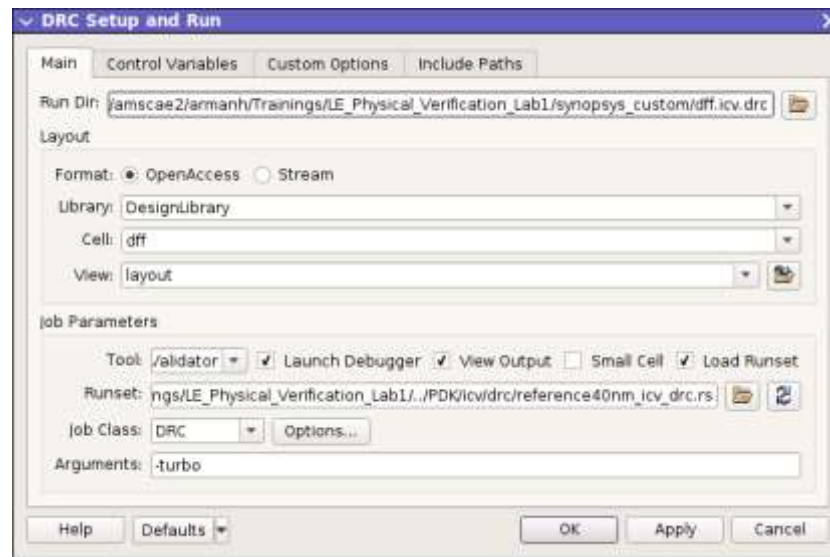 DRC Setup and Run
Main Control Variables Custom Options Include Paths
Run Dir: /amscae2/armanh/Trainings/LE_Physical_Verification_Lab1/synopsys_custom/dff.icv.drc
Layout
Format: OpenAccess Stream
Library: DesignLibrary
Cell: dff
View: layout
Job Parameters
Tool: /alidator Launch Debugger View Output Small Cell Load Runset
Runset: ngs/LE_Physical_Verification_Lab1/../PDK/icv/drc/reference40nm_icv_drc.rs
Job Class: DRC Options...
Arguments: -turbo
Help Defaults OK Apply Cancel